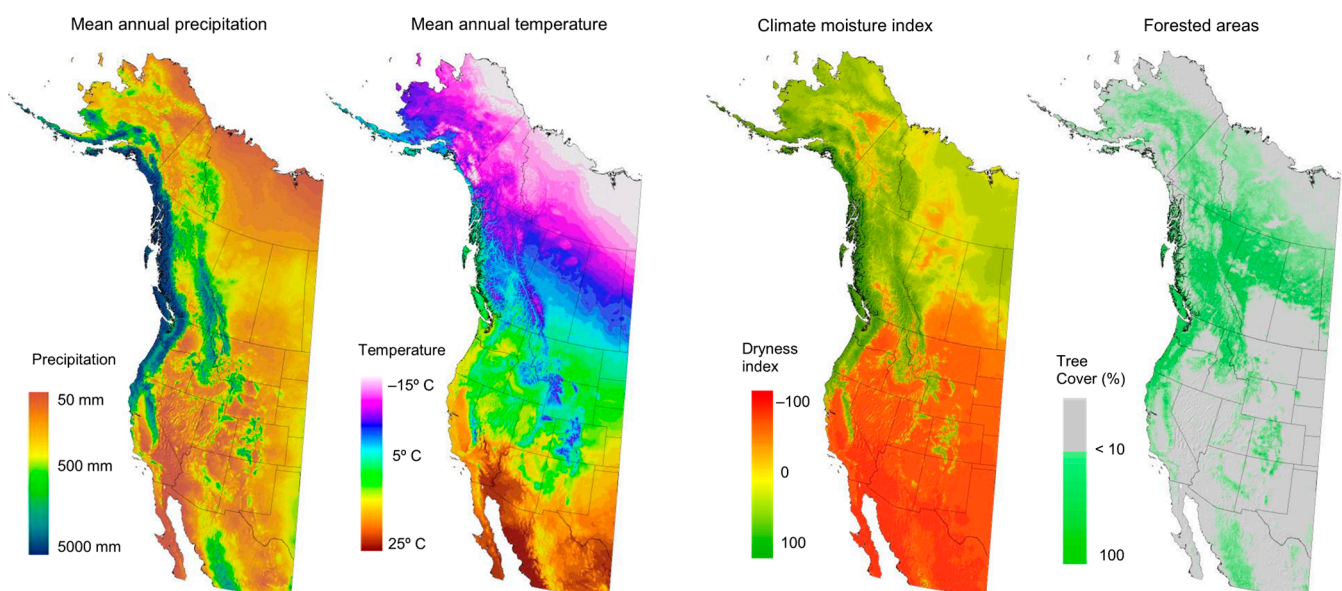 Mean annual precipitation
Mean annual temperature
Climate moisture index
Forested areas
Precipitation
50 mm
500 mm
5000 mm
Temperature
–15º C
5º C
25º C
Dryness
index
–100
0
100
Tree
Cover (%)
< 10
100